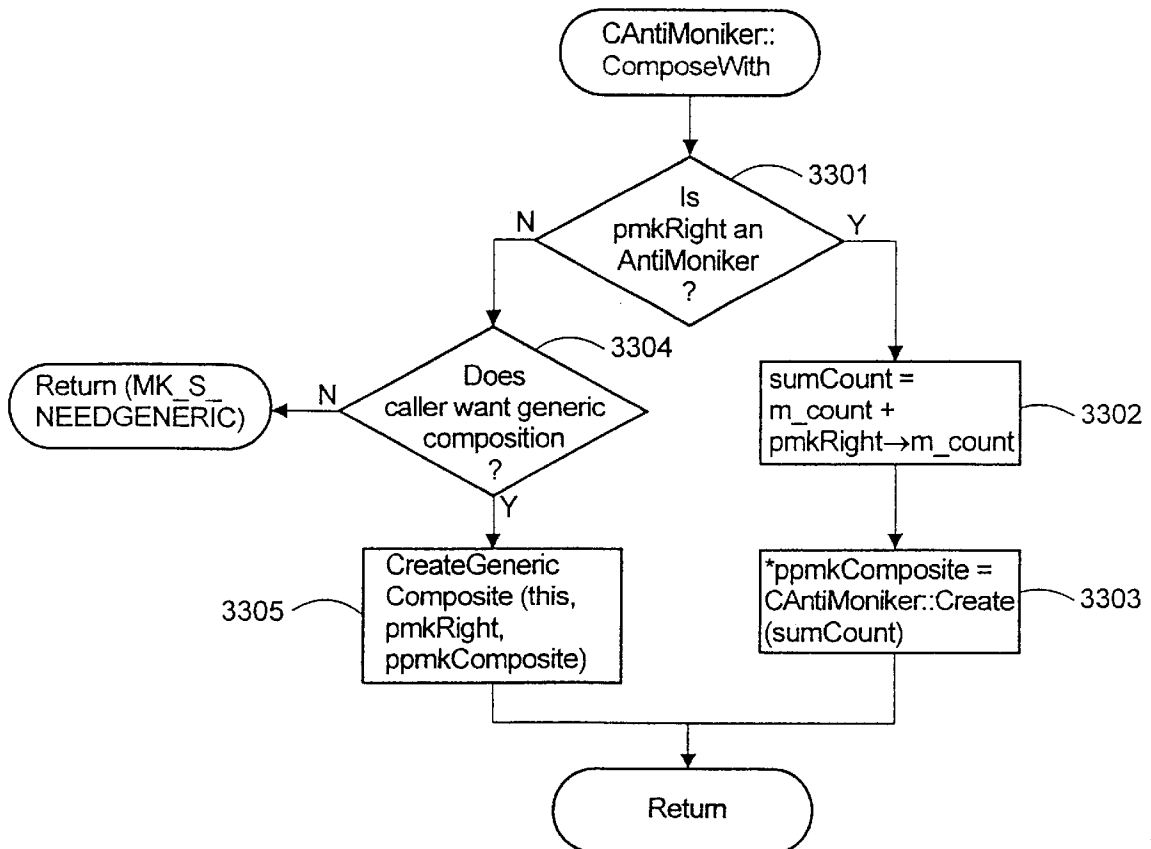 CAntiMoniker::
ComposeWith
3301
Is
pmkRight an
AntiMoniker
?
N
Y
3304
Does
caller want generic
composition
?
N
Y
Return (MK_S_
NEEDGENERIC)
sumCount =
m_count +
pmkRight→m_count
3302
CreateGeneric
Composite (this,
pmkRight,
ppmkComposite)
3305
*ppmkComposite =
CAntiMoniker::Create
(sumCount)
3303
Return